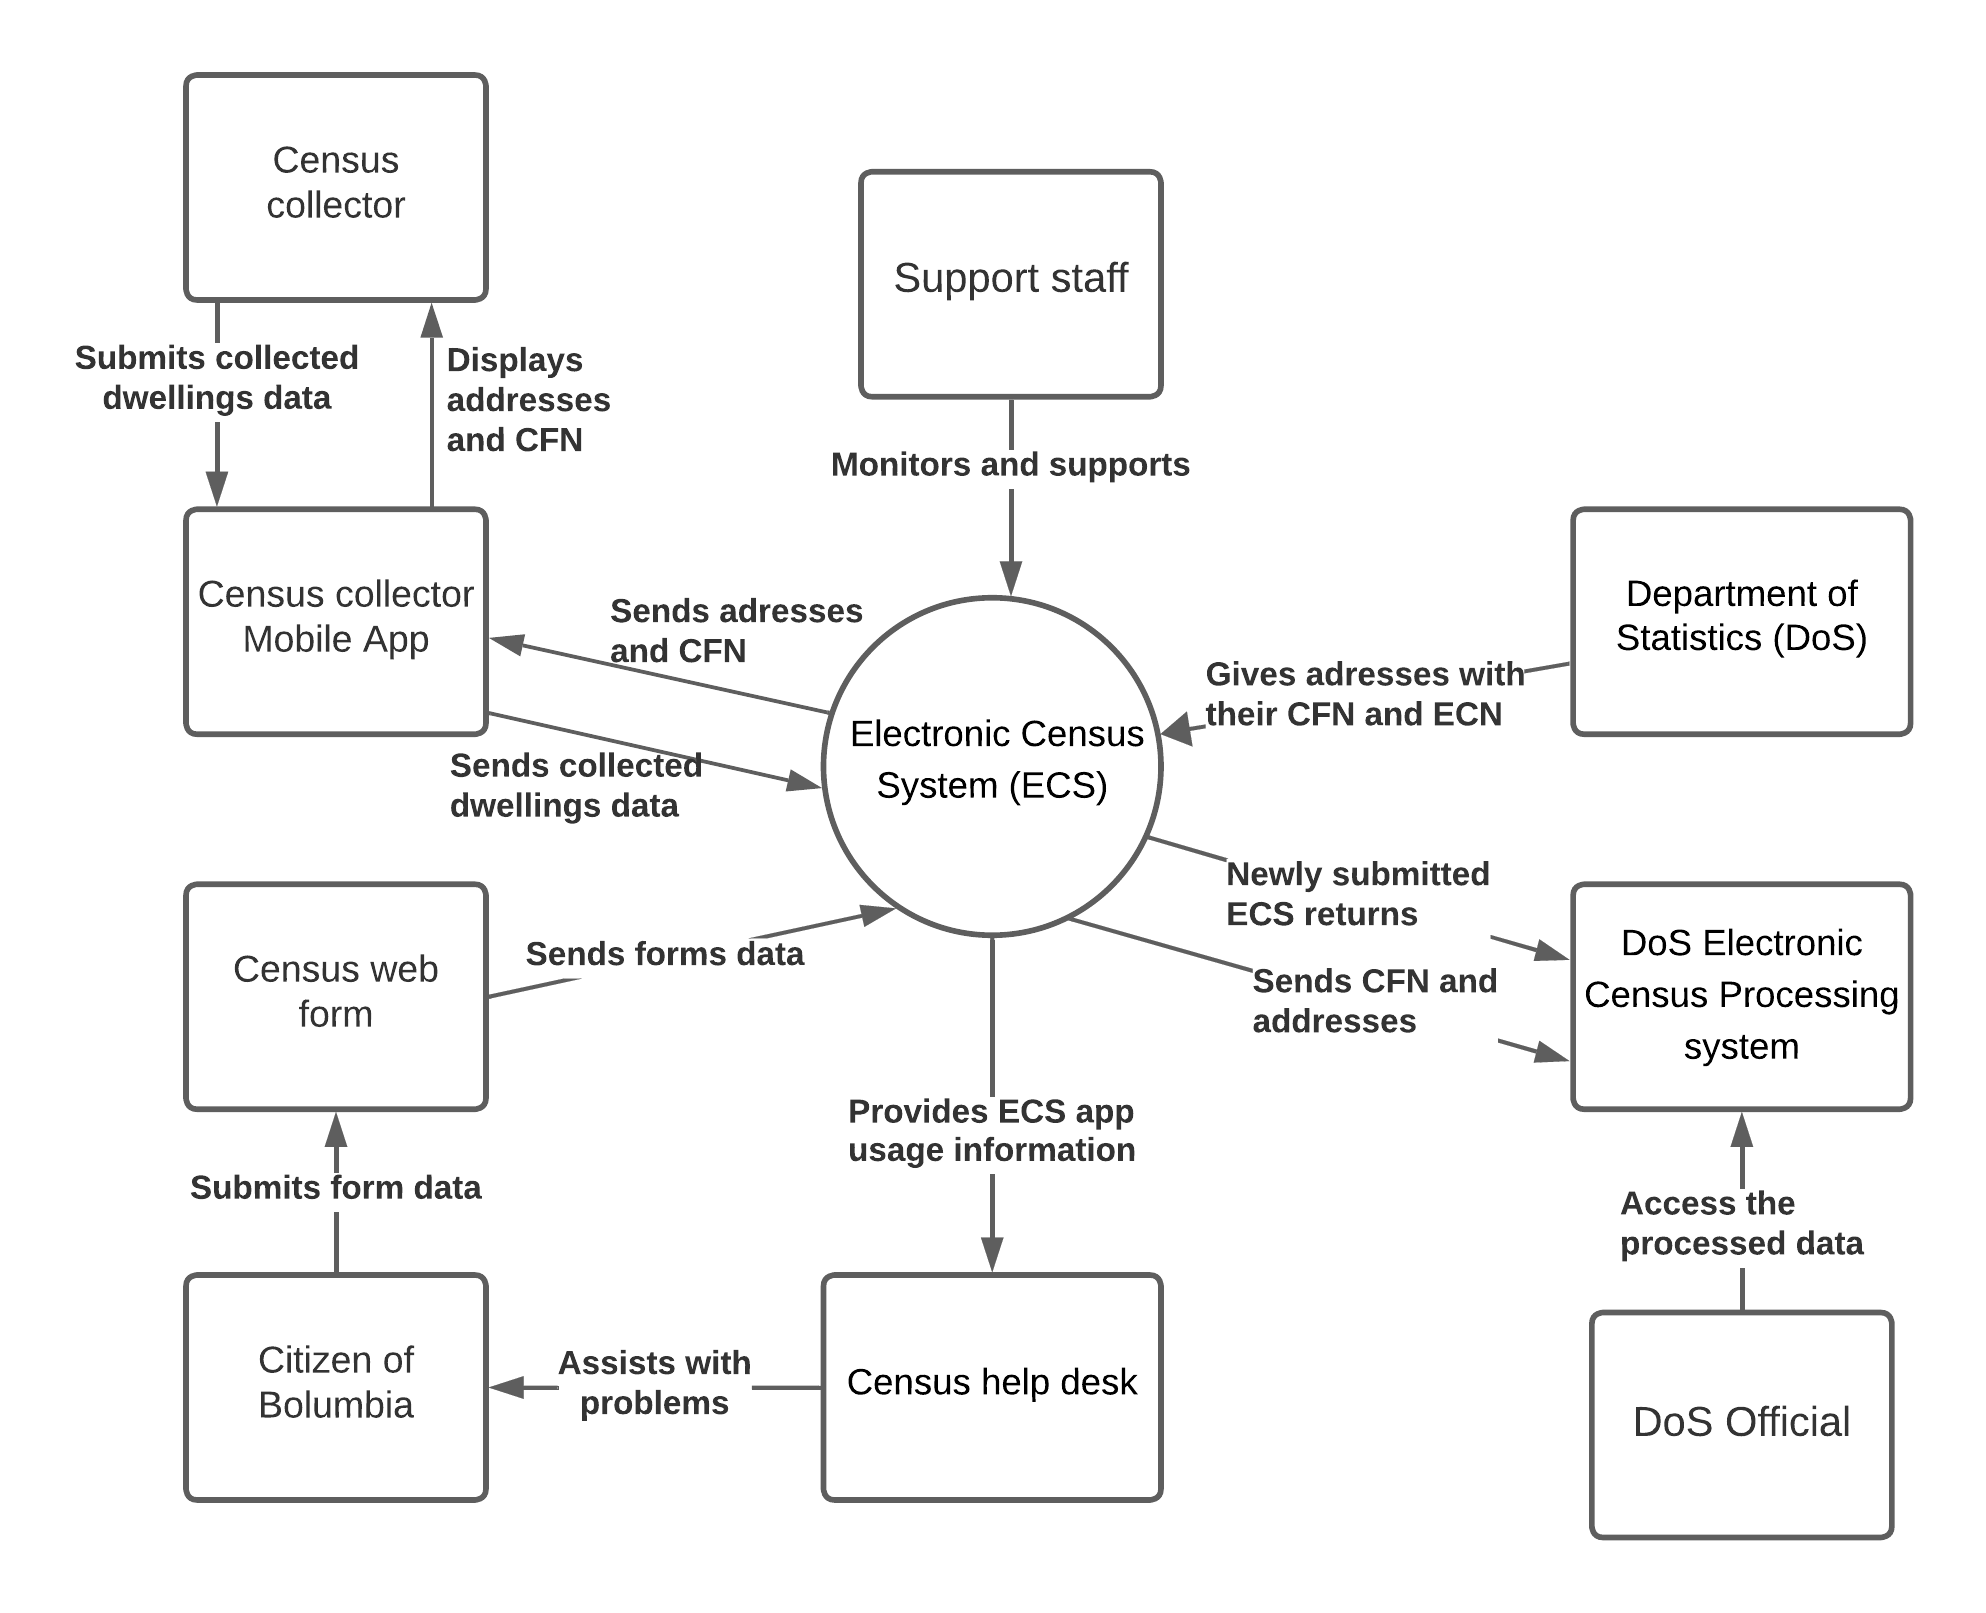 Census
collector
Support staff
Submits collected
dwellings data
Displays
addresses
and CFN
Monitors and supports
Census collector
Mobile App
Sends adresses
and CFN
Department of
Statistics (DoS)
Gives adresses with
their CFN and ECN
Electronic Census
System (ECS)
Sends collected
dwellings data
Newly submitted
ECS returns
Census web
form
Sends forms data
Sends CFN and
addresses
DoS Electronic
Census Processing
system
Provides ECS app
usage information
Submits form data
Access the
processed data
Citizen of
Bolumbia
Assists with
problems
Census help desk
DoS Official